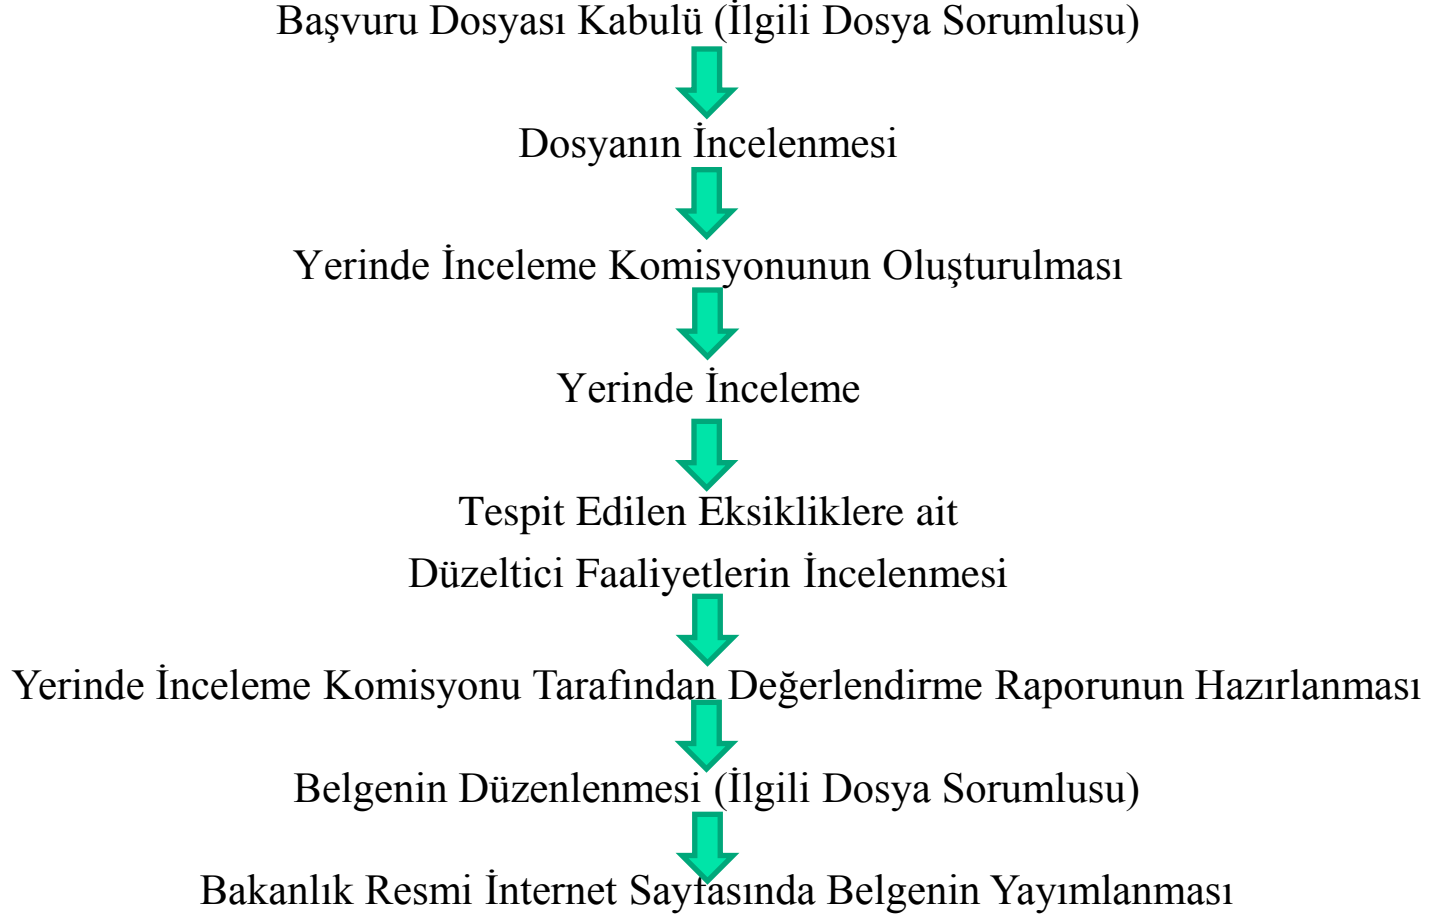 Başvuru Dosyası Kabulü (İlgili Dosya Sorumlusu)
Dosyanın İncelenmesi
Yerinde İnceleme Komisyonunun Oluşturulması
Yerinde İnceleme
Tespit Edilen Eksikliklere ait
Düzeltici Faaliyetlerin İncelenmesi
Yerinde İnceleme Komisyonu Tarafından Değerlendirme Raporunun Hazırlanması
Belgenin Düzenlenmesi (İlgili Dosya Sorumlusu)
Bakanlık Resmi İnternet Sayfasında Belgenin Yayımlanması